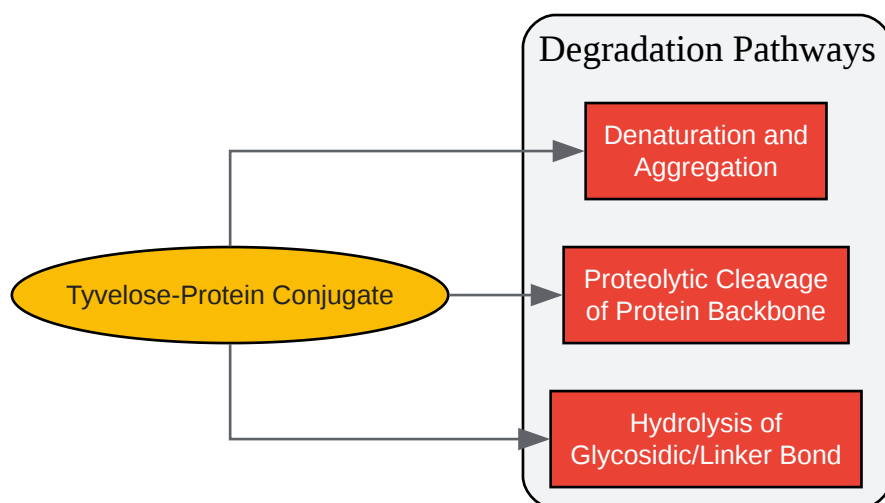 Degradation Pathways
Denaturation and
Aggregation
Tyvelose-Protein Conjugate
Proteolytic Cleavage
of Protein Backbone
Hydrolysis of
Glycosidic/Linker Bond